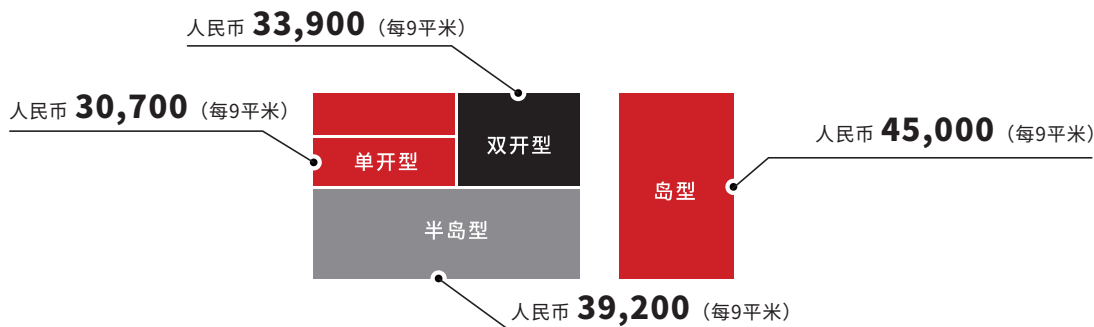 人民币 33,900（每9平米）
人民币 30,700（每9平米）
双开型
人民币 45,000（每9平米）
单开型
岛型
半岛型
人民币 39,200（每9平米）